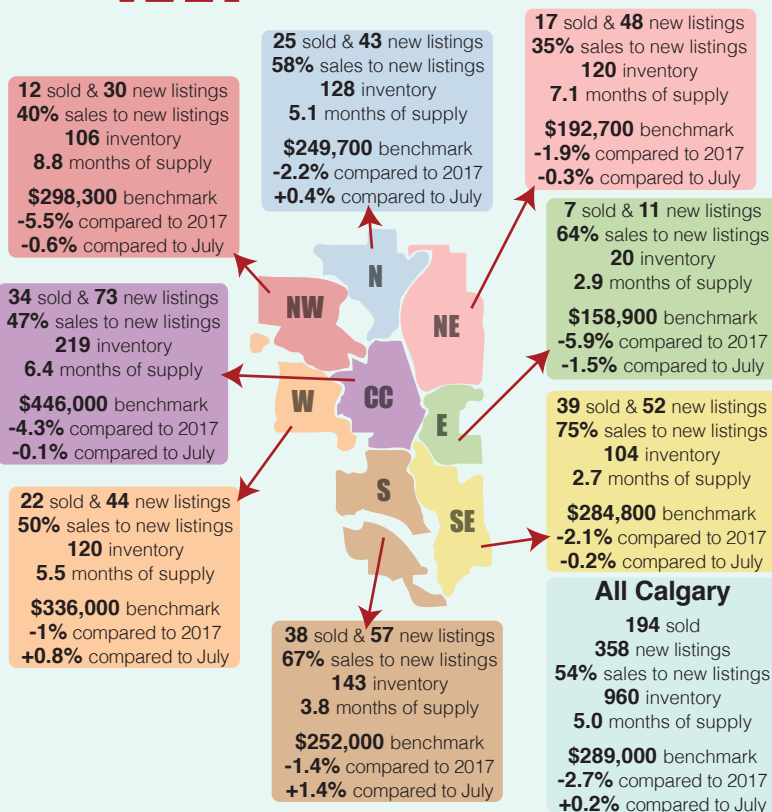 25 sold & 43 new listings
58% sales to new listings
128 inventory
5.1 months of supply
$249,700 benchmark
-2.2% compared to 2017
+0.4% compared to July
17 sold & 48 new listings
35% sales to new listings
120 inventory
7.1 months of supply
$192,700 benchmark
-1.9% compared to 2017
-0.3% compared to July
12 sold & 30 new listings
40% sales to new listings
106 inventory
8.8 months of supply
$298,300 benchmark
-5.5% compared to 2017
-0.6% compared to July
7 sold & 11 new listings
64% sales to new listings
20 inventory
2.9 months of supply
$158,900 benchmark
-5.9% compared to 2017
-1.5% compared to July
N
NW
NE
34 sold & 73 new listings
47% sales to new listings
219 inventory
6.4 months of supply
$446,000 benchmark
-4.3% compared to 2017
-0.1% compared to July
W
CC
E
S
SE
39 sold & 52 new listings
75% sales to new listings
104 inventory
2.7 months of supply
$284,800 benchmark
-2.1% compared to 2017
-0.2% compared to July
22 sold & 44 new listings
50% sales to new listings
120 inventory
5.5 months of supply
$336,000 benchmark
-1% compared to 2017
+0.8% compared to July
38 sold & 57 new listings
67% sales to new listings
143 inventory
3.8 months of supply
$252,000 benchmark
-1.4% compared to 2017
+1.4% compared to July
All Calgary
194 sold
358 new listings
54% sales to new listings
960 inventory
5.0 months of supply
$289,000 benchmark
-2.7% compared to 2017
+0.2% compared to July